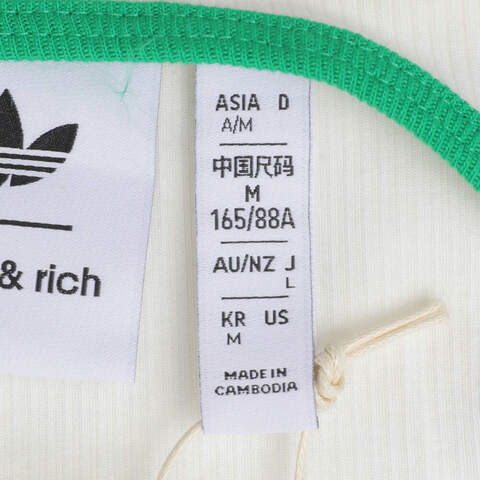 & rich
ASIA D
A/M
中国尺码
M
165/88A
AU/NZ J
L
KR US
M
MADE IN
CAMBODIA